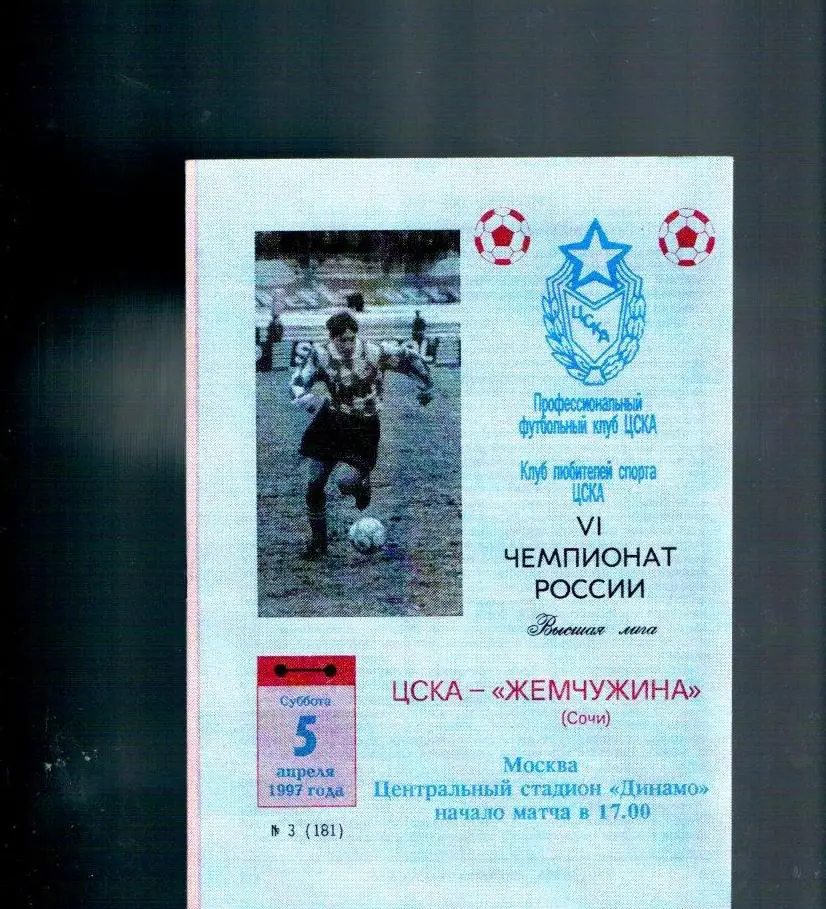 ЦСКА
Профессиональный
футбольный клуб ЦСКА
Клуб любителей спорта
ЦСКА
VI
ЧЕМПИОНАТ
РОССИИ
Высшая лига
ЦСКА – «ЖЕМЧУЖИНА»
(Сочи)
Суббота
5
апреля
1997 года
Москва
Центральный стадион «Динамо»
начало матча в 17.00
№ 3 (181)